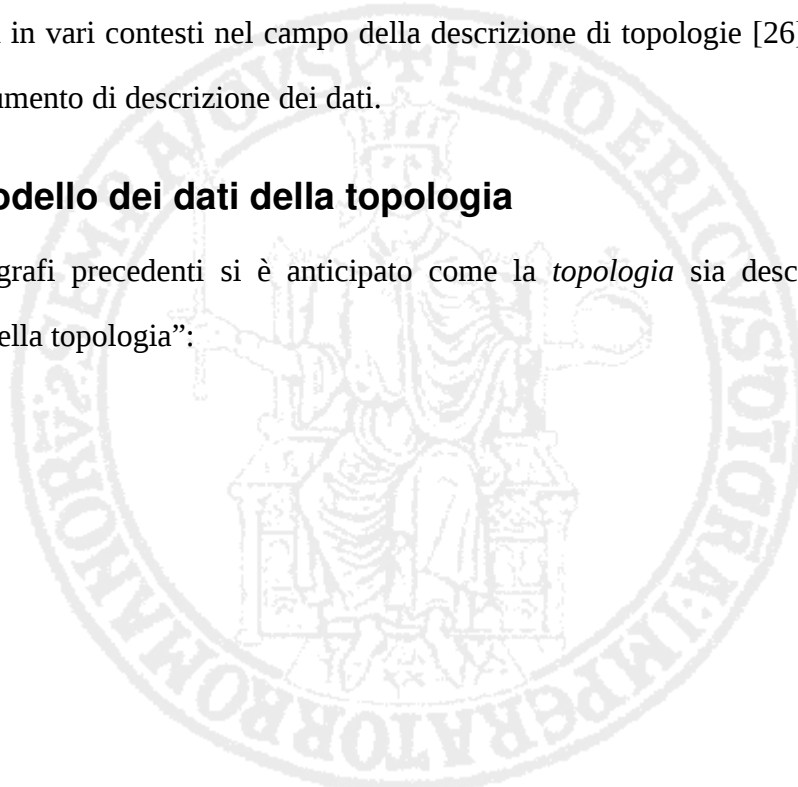 in vari contesti nel campo della descrizione di topologie [26]
umento di descrizione dei dati.
odello dei dati della topologia
grafi precedenti si è anticipato come la topologia sia desc
ella topologia”: